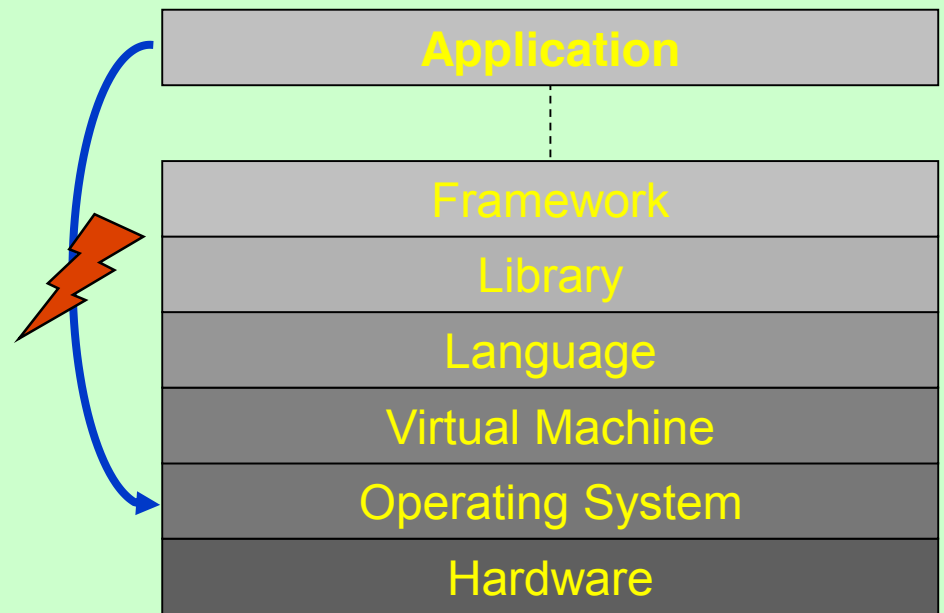 Application
Framework
Library
Language
Virtual Machine
Operating System
Hardware